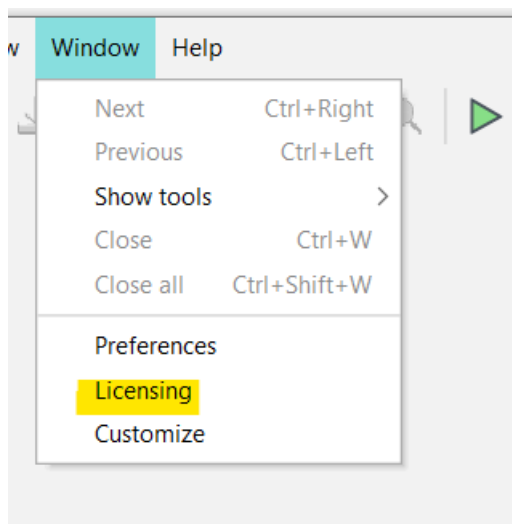 w Window Help
Next Ctrl+Right
Previous Ctrl+Left
Show tools
Close Ctrl+W
Close all Ctrl+Shift+W
Preferences
Licensing
Customize